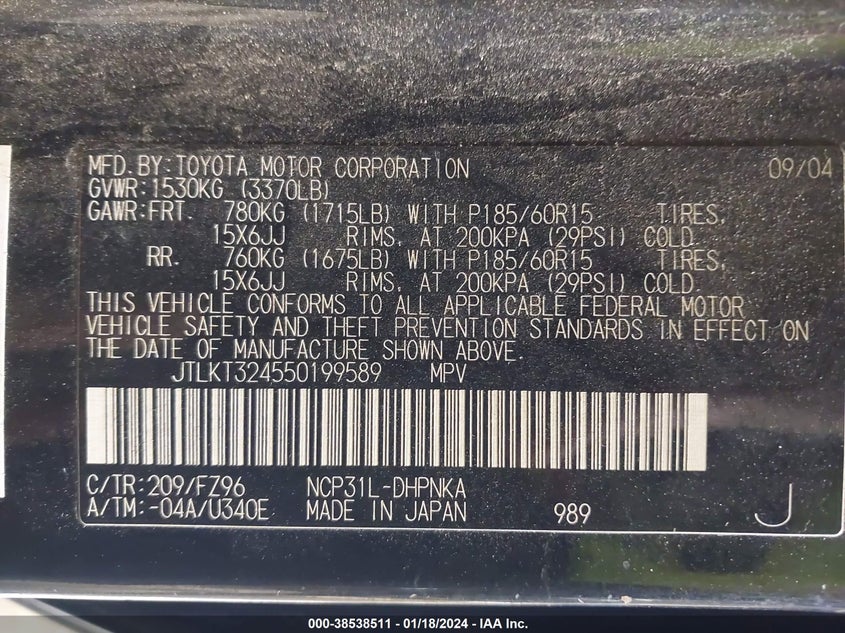 MFD. BY: TOYOTA MOTOR CORPORATION 09/04
GVWR: 1530KG (3370LB)
GAWR: FRT. 780KG (1715LB) WITH P185/60R15 TIRES,
15X6JJ RIMS, AT 200KPA (29PSI) COLD.
RR. 760KG (1675LB) WITH P185/60R15 TIRES,
15X6JJ RIMS, AT 200KPA (29PSI) COLD.
THIS VEHICLE CONFORMS TO ALL APPLICABLE FEDERAL MOTOR
VEHICLE SAFETY AND THEFT PREVENTION STANDARDS IN EFFECT ON
THE DATE OF MANUFACTURE SHOWN ABOVE.
JTLKT324550199589 MPV
C/TR: 209/FZ96 NCP31L-DHPNKA
A/TM: -04A/U340E MADE IN JAPAN 989 J
000-38538511 - 01/18/2024 - IAA Inc.